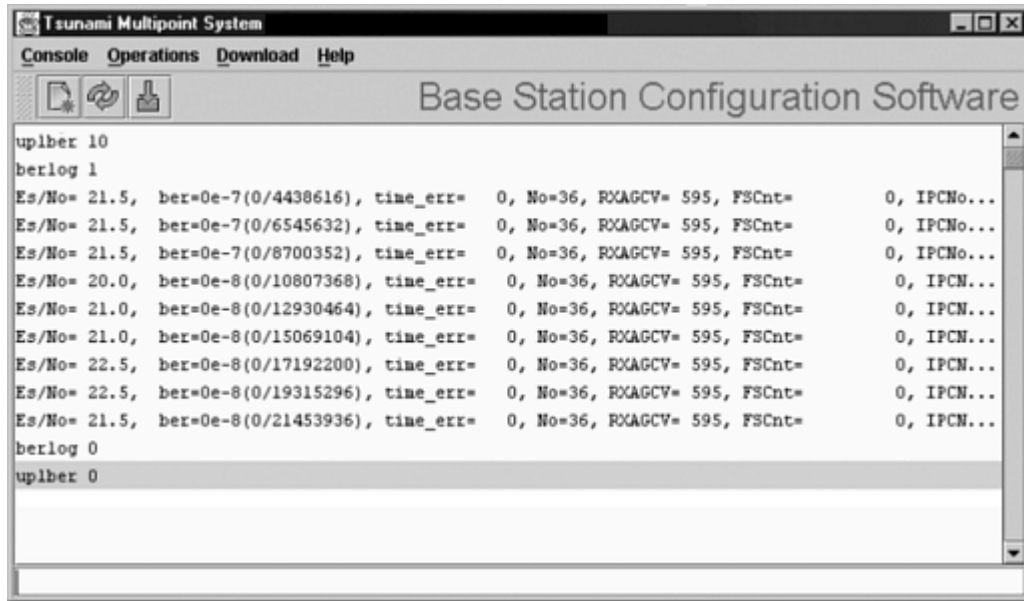 Tsunami Multipoint System
Console Operations Download Help
Base Station Configuration Software
uplber 10
berlog 1
Es/No= 21.5, ber=0e-7(0/4438616), time_err= 0, No=36, RXAGCV= 595, FSCnt= 0, IPCNo...
Es/No= 21.5, ber=0e-7(0/6545632), time_err= 0, No=36, RXAGCV= 595, FSCnt= 0, IPCNo...
Es/No= 21.5, ber=0e-7(0/8700352), time_err= 0, No=36, RXAGCV= 595, FSCnt= 0, IPCNo...
Es/No= 20.0, ber=0e-8(0/10807368), time_err= 0, No=36, RXAGCV= 595, FSCnt= 0, IPCN...
Es/No= 21.0, ber=0e-8(0/12930464), time_err= 0, No=36, RXAGCV= 595, FSCnt= 0, IPCN...
Es/No= 21.0, ber=0e-8(0/15069104), time_err= 0, No=36, RXAGCV= 595, FSCnt= 0, IPCN...
Es/No= 22.5, ber=0e-8(0/17192200), time_err= 0, No=36, RXAGCV= 595, FSCnt= 0, IPCN...
Es/No= 22.5, ber=0e-8(0/19315296), time_err= 0, No=36, RXAGCV= 595, FSCnt= 0, IPCN...
Es/No= 21.5, ber=0e-8(0/21453936), time_err= 0, No=36, RXAGCV= 595, FSCnt= 0, IPCN...
berlog 0
uplber 0